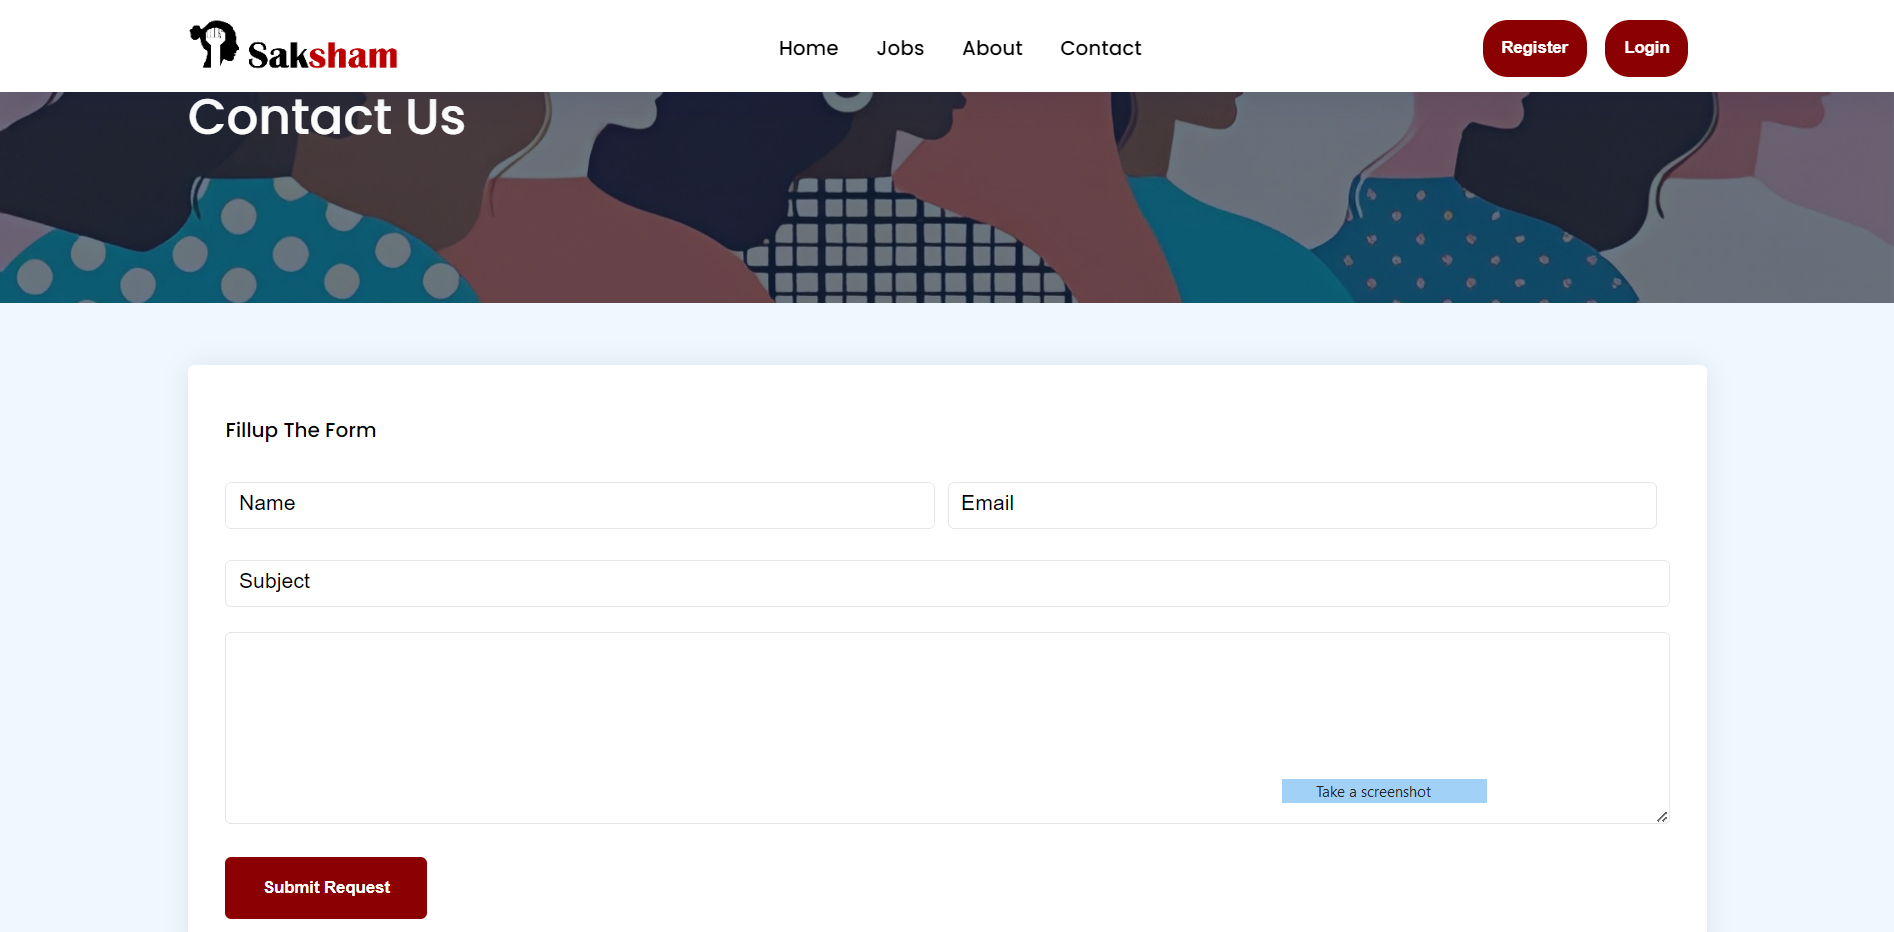 Saksham
Home Jobs About Contact
Register Login
Contact Us
Fillup The Form
Name Email
Subject
Take a screenshot
Submit Request